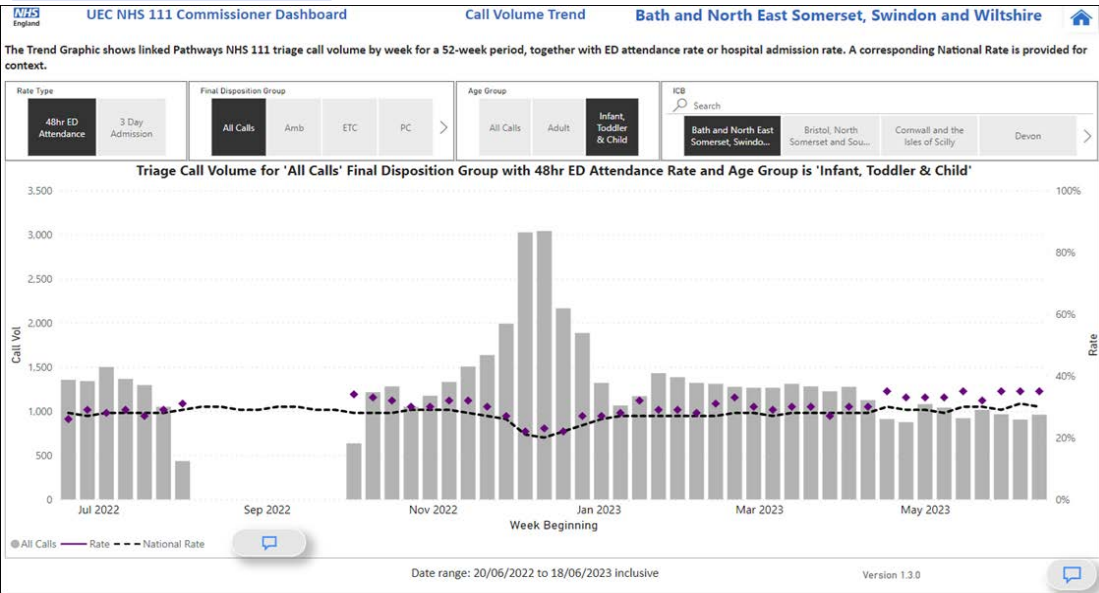 NHS
England
UEC NHS 111 Commissioner Dashboard
Call Volume Trend
Bath and North East Somerset, Swindon and Wiltshire
The Trend Graphic shows linked Pathways NHS 111 triage call volume by week for a 52-week period, together with ED attendance rate or hospital admission rate. A corresponding National Rate is provided for
context.
Rate Type
48hr ED
Attendance
3 Day
Admission
Final Disposition Group
All Calls
Amb
ETC
PC
Age Group
All Calls
Adult
Infant,
Toddler
& Child
ICB
Search
Bath and North East
Somerset, Swindo...
Bristol, North
Somerset and Sou...
Cornwall and the
Isles of Scilly
Devon
Triage Call Volume for 'All Calls' Final Disposition Group with 48hr ED Attendance Rate and Age Group is 'Infant, Toddler & Child'
Call Vol
3,500
3,000
2,500
2,000
1,500
1,000
500
0
100%
80%
60%
40%
20%
0%
Rate
Jul 2022
Sep 2022
Nov 2022
Jan 2023
Mar 2023
May 2023
Week Beginning
All Calls
Rate
National Rate
Date range: 20/06/2022 to 18/06/2023 inclusive
Version 1.3.0